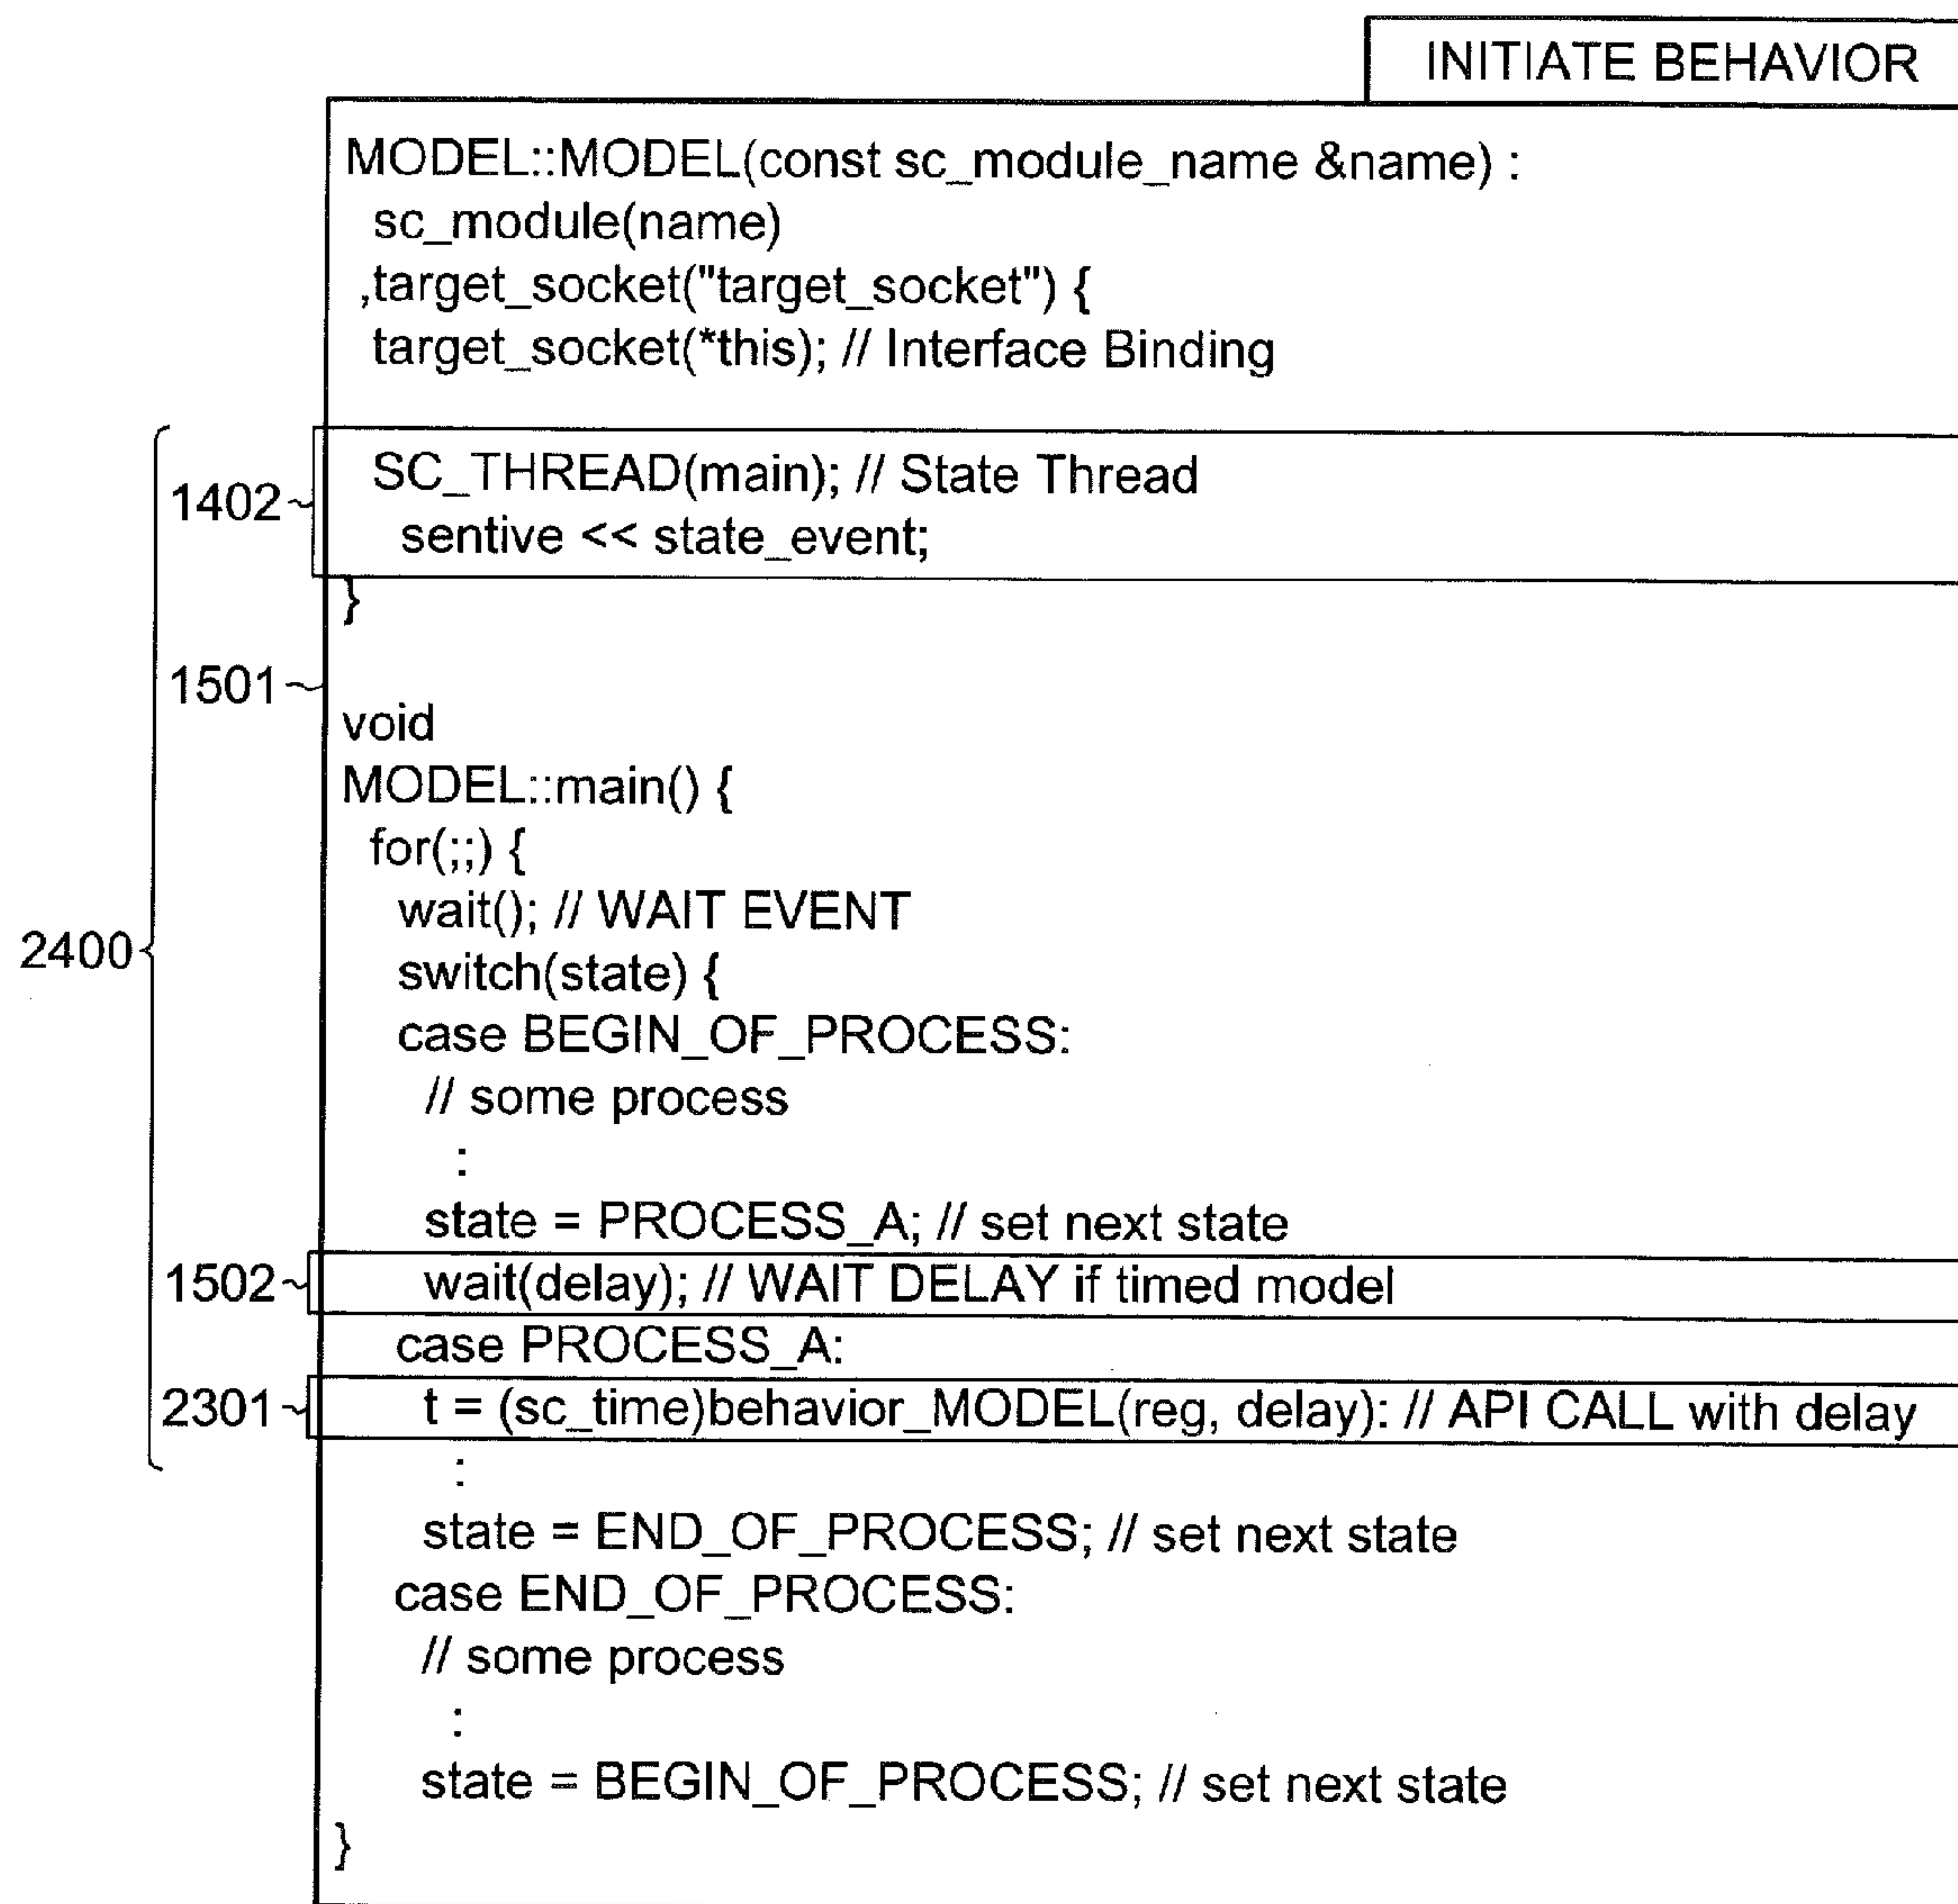 INITIATE BEHAVIOR
MODEL::MODEL(const sc_module_name &name) :
sc_module(name)
,target_socket("target_socket") {
target_socket(*this); // Interface Binding
1402
SC_THREAD(main); // State Thread
sentive << state_event;
}
1501
void
MODEL::main() {
for(;;) {
wait(); // WAIT EVENT
2400
switch(state) {
case BEGIN_OF_PROCESS:
// some process
:
state = PROCESS_A; // set next state
1502
wait(delay); // WAIT DELAY if timed model
case PROCESS_A:
2301
t = (sc_time)behavior_MODEL(reg, delay): // API CALL with delay
:
state = END_OF_PROCESS; // set next state
case END_OF_PROCESS:
// some process
:
state = BEGIN_OF_PROCESS; // set next state
}